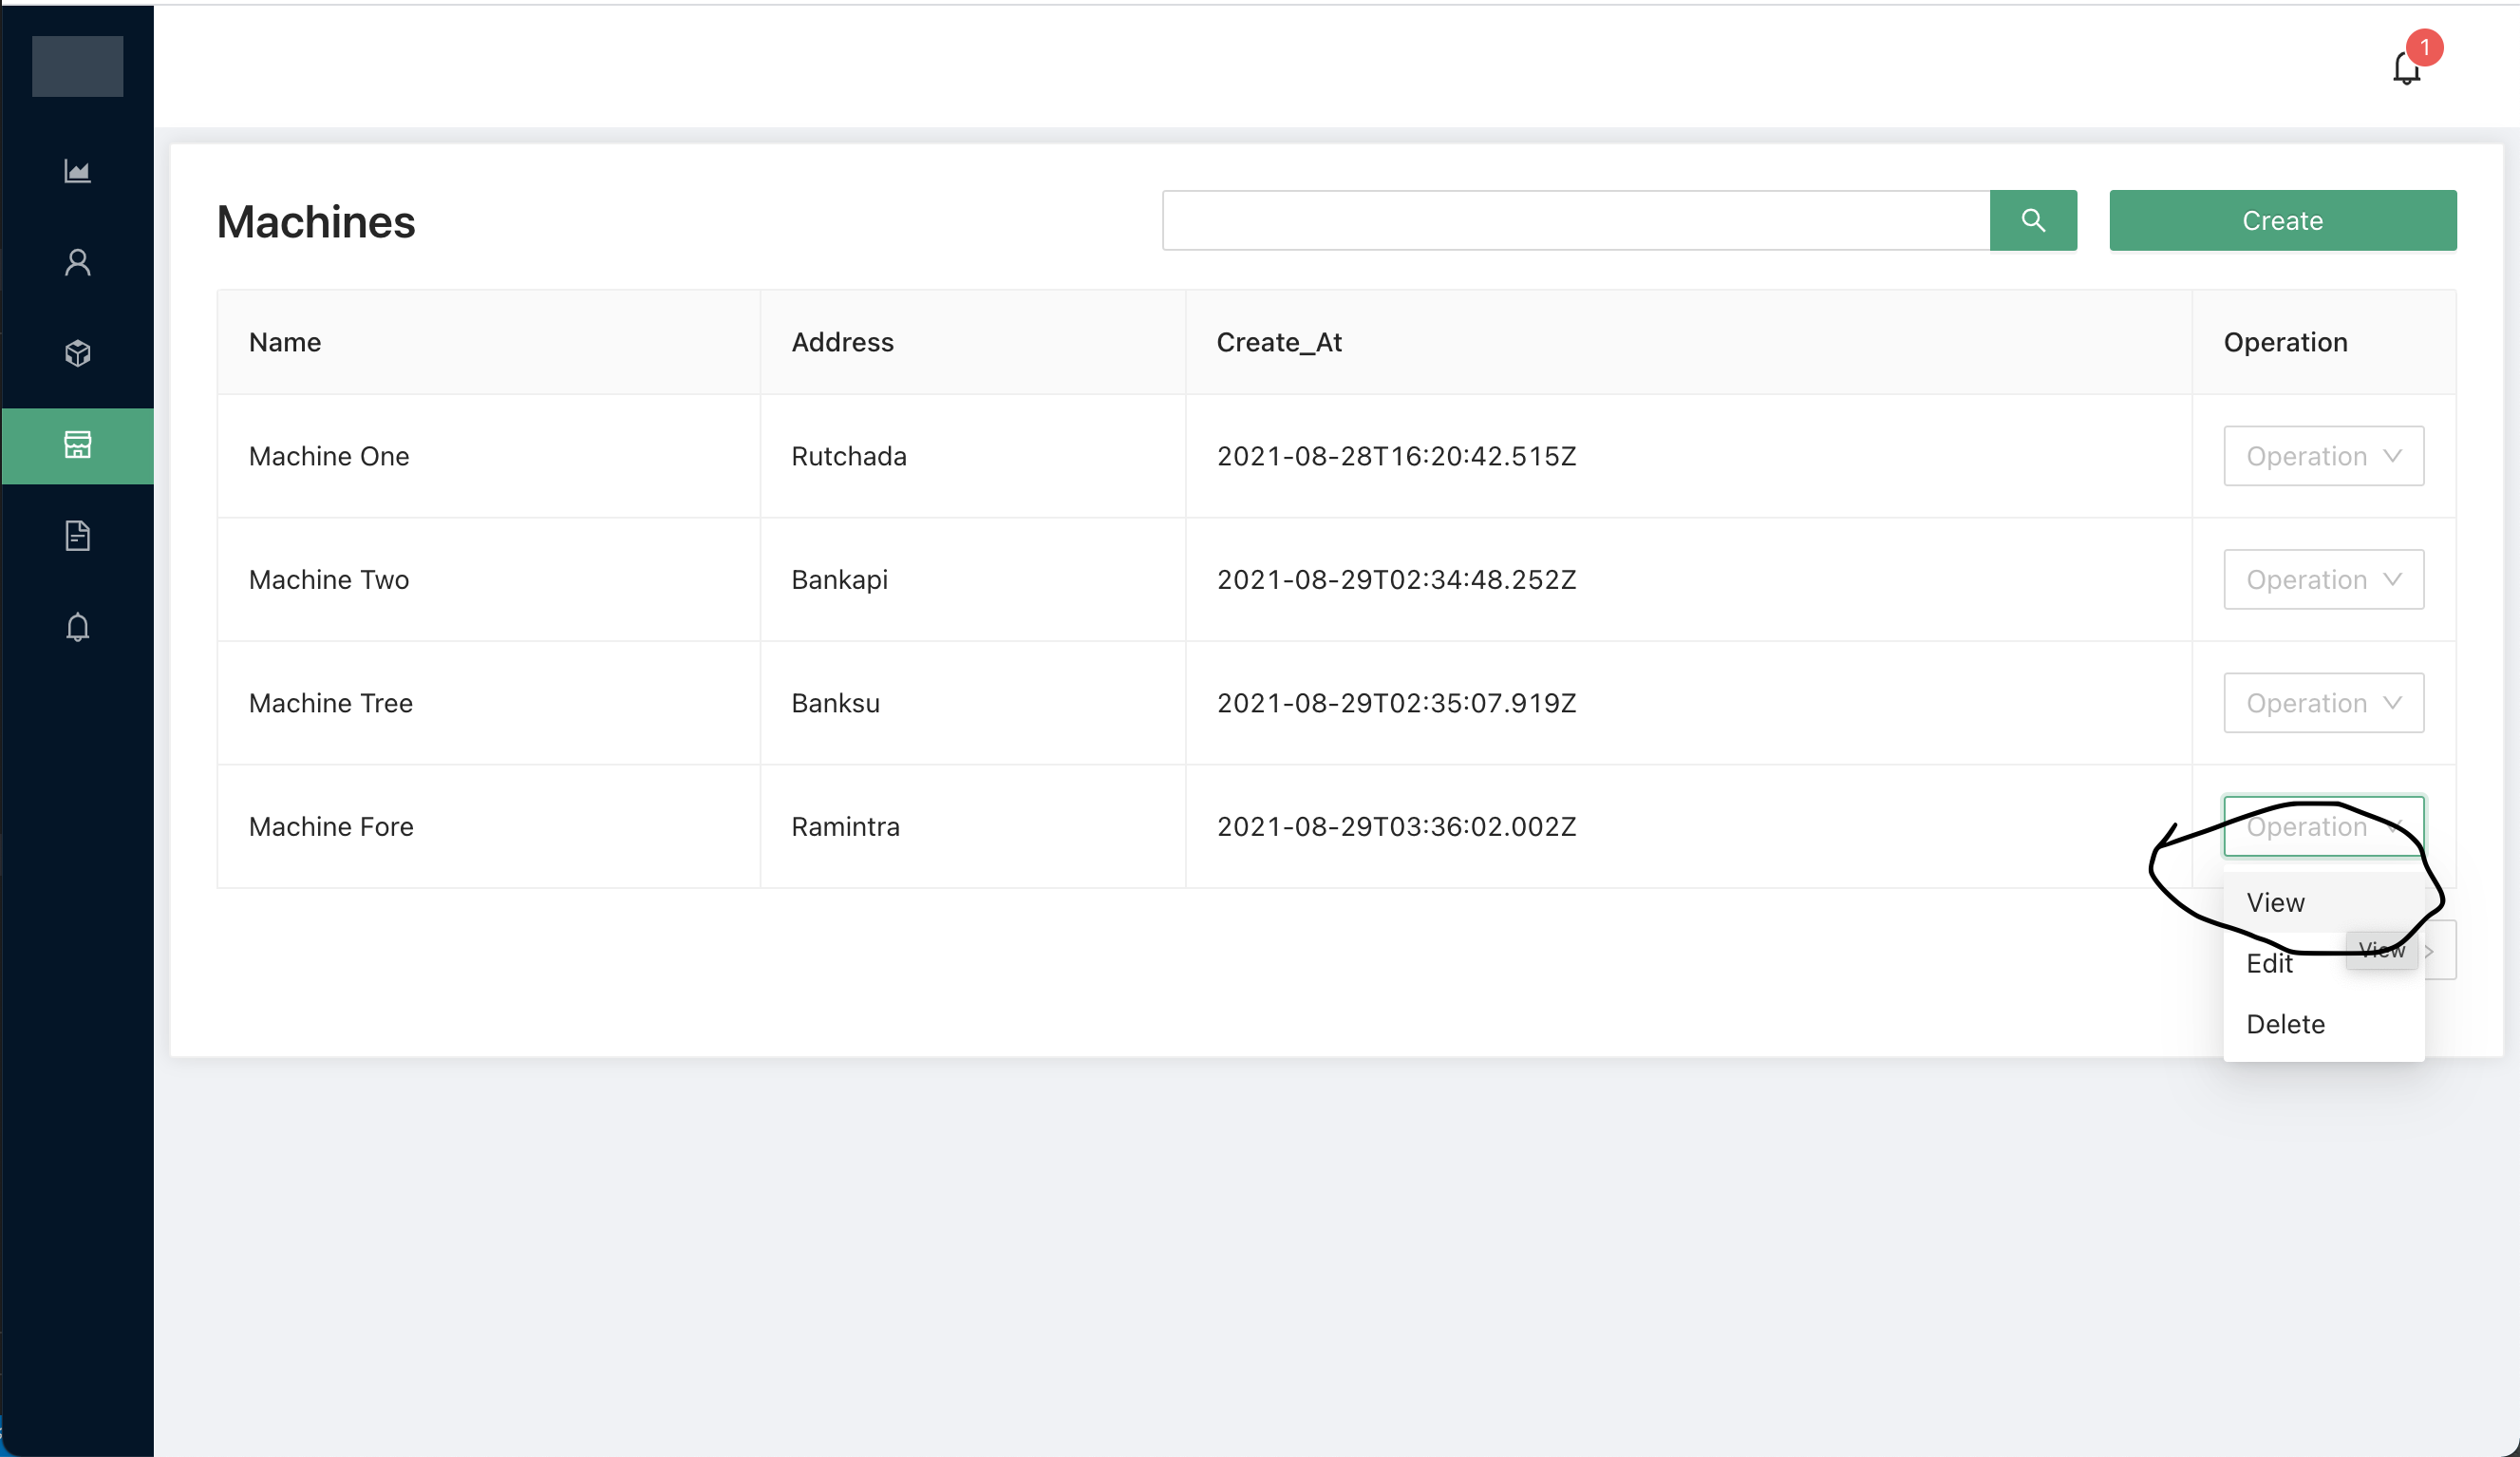 1
Machines
Create
Name Address Create_At Operation
Machine One Rutchada 2021-08-28T16:20:42.515Z Operation
Machine Two Bankapi 2021-08-29T02:34:48.252Z Operation
Machine Tree Banksu 2021-08-29T02:35:07.919Z Operation
Machine Fore Ramintra 2021-08-29T03:36:02.002Z Operation
View
View
Edit
Delete